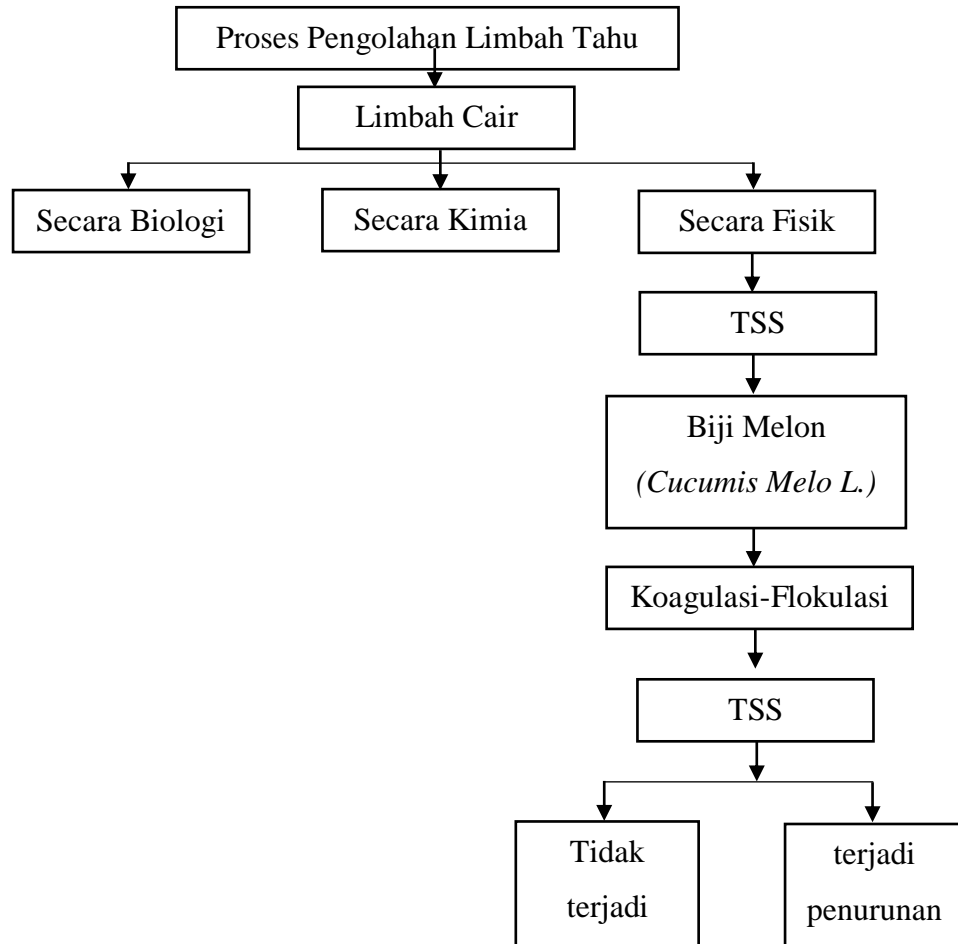 Proses Pengolahan Limbah Tahu
Limbah Cair
Secara Biologi
Secara Kimia
Secara Fisik
TSS
Biji Melon
(Cucumis Melo L.)
Koagulasi-Flokulasi
TSS
Tidak
terjadi
terjadi
penurunan